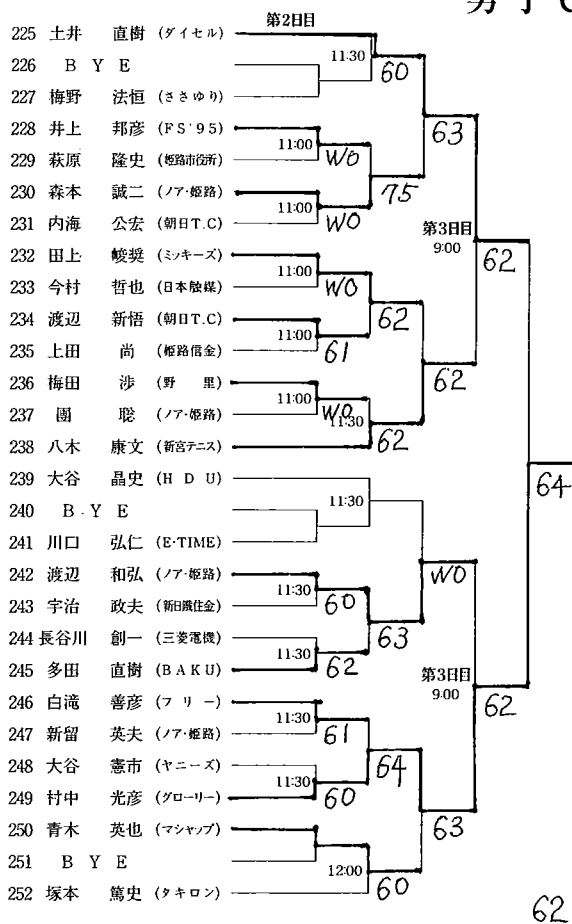 男子
第2日目
225 土井 直樹 (ダイセル)
11:30
60
226 B Y E
227 梅野 法恒 (ささゆり)
63
228 井上 邦彦 (FS'95)
11:00
WO
229 萩原 隆史 (姫路市役所)
75
230 森本 誠二 (ノア・姫路)
11:00
WO
231 内海 公宏 (朝日T.C)
第3日目
9:00
62
232 田上 峻奨 (ミッキーズ)
11:00
WO
233 今村 哲也 (日本触媒)
62
234 渡辺 新悟 (朝日T.C)
11:00
61
235 上田 尚 (姫路信金)
62
236 梅田 渉 (野 里)
11:00
WO
11:30
237 團 聡 (ノア・姫路)
62
238 八木 康文 (新宮テニス)
239 大谷 晶史 (H D U)
64
11:30
240 B・Y E
241 川口 弘仁 (E・TIME)
WO
242 渡辺 和弘 (ノア・姫路)
11:30
60
243 宇治 政夫 (新日鐵住金)
63
244 長谷川 創一 (三菱電機)
11:30
62
245 多田 直樹 (BAKU)
第3日目
9:00
62
246 白滝 善彦 (フリー)
11:30
61
247 新留 英夫 (ノア・姫路)
64
248 大谷 憲市 (ヤニーズ)
11:30
60
249 村中 光彦 (グローリー)
63
250 青木 英也 (マシャップ)
251 B Y E
12:00
60
252 塚本 篤史 (タキロン)
62